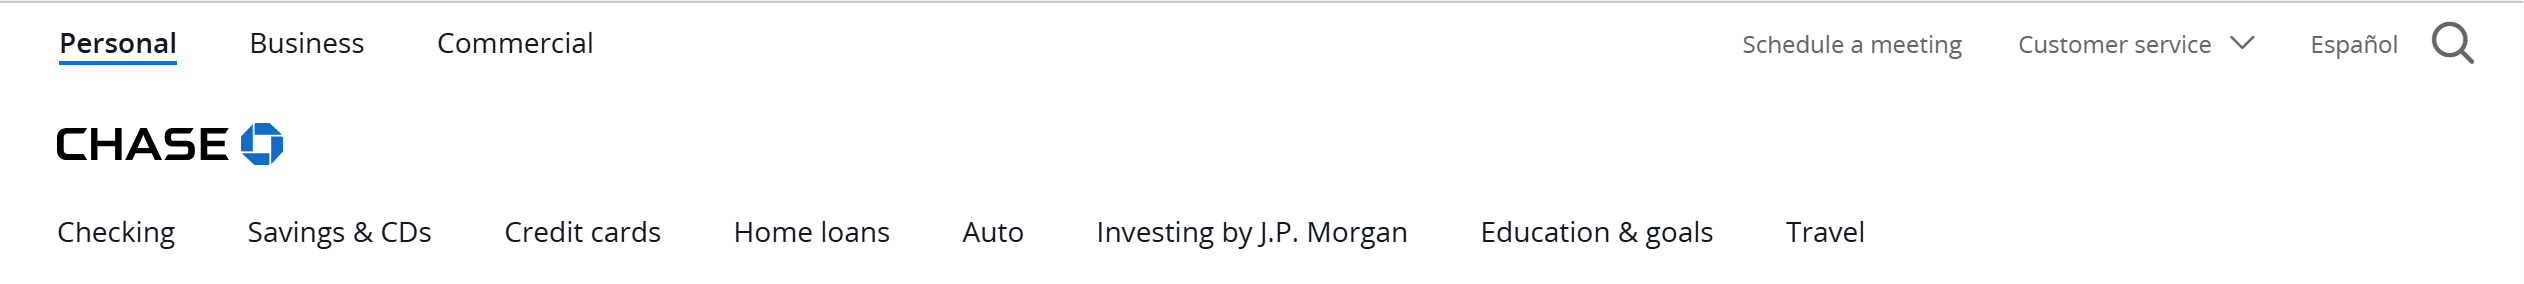 Personal Business Commercial Schedule a meeting Customer service Español
CHASE
Checking Savings & CDs Credit cards Home loans Auto Investing by J.P. Morgan Education & goals Travel